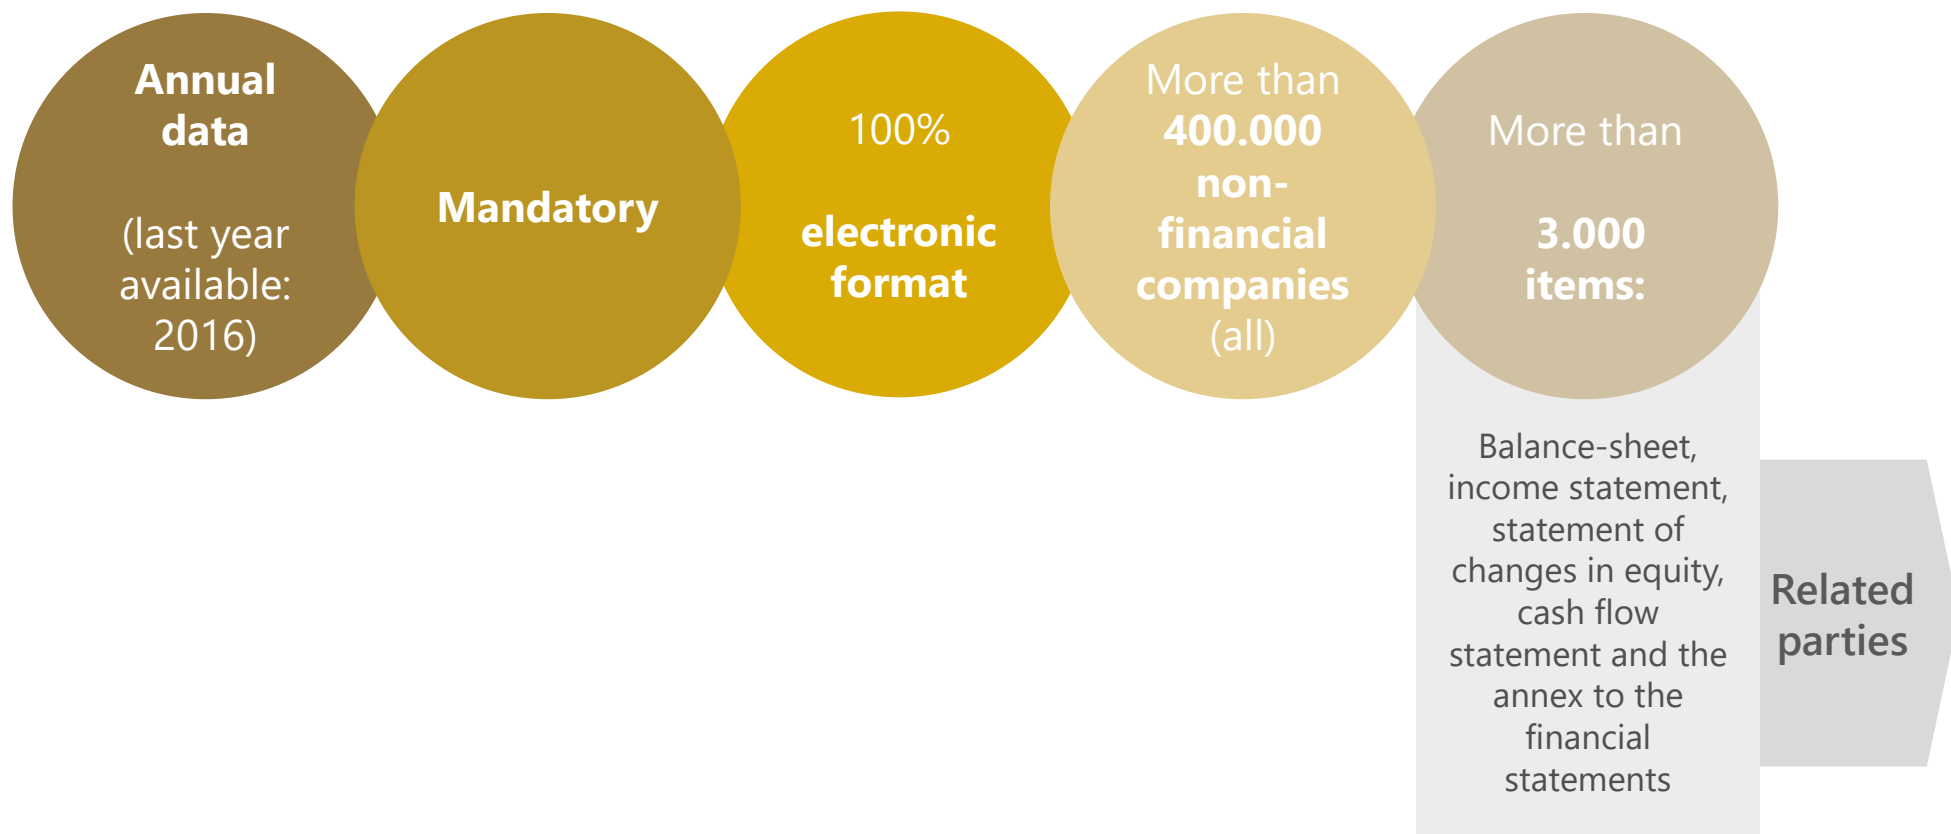 Annual
data
(last year
available:
2016)
Mandatory
100%
electronic
format
More than
400.000
non-
financial
companies
(all)
More than
3.000
items:
Balance-sheet,
income statement,
statement of
changes in equity,
cash flow
statement and the
annex to the
financial
statements
Related
parties